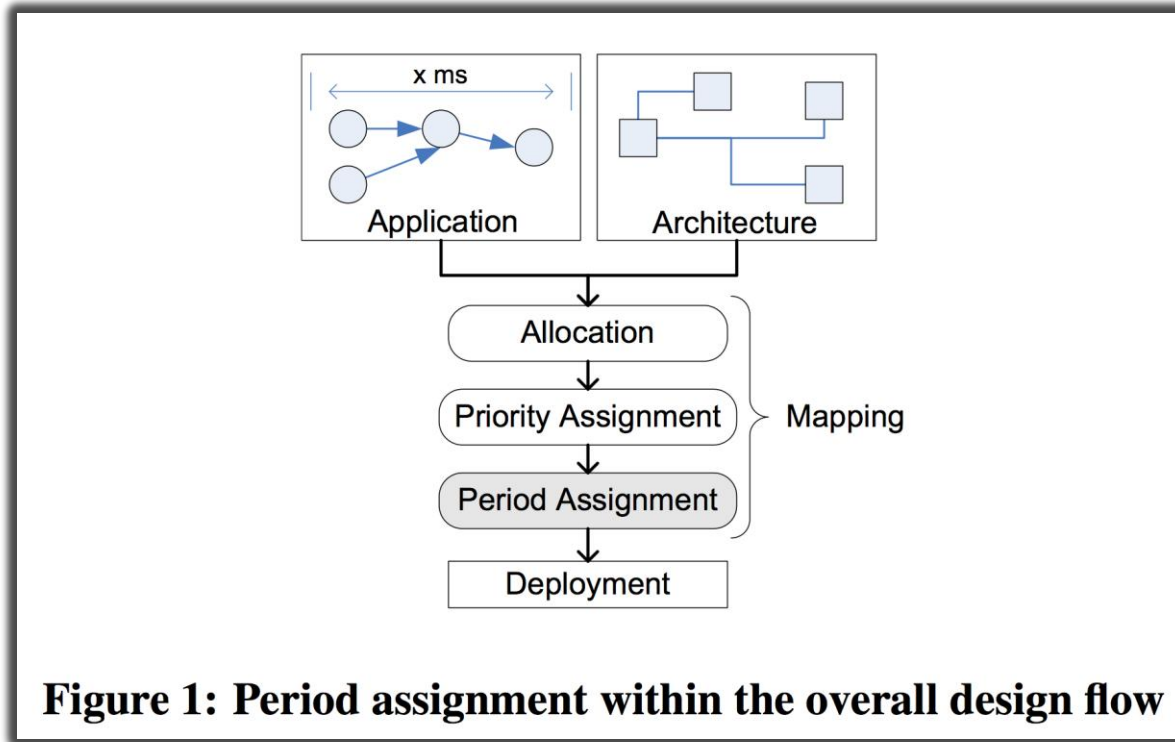 x ms
Application
Architecture
Allocation
Priority Assignment
Mapping
Period Assignment
Deployment
Figure 1: Period assignment within the overall design flow